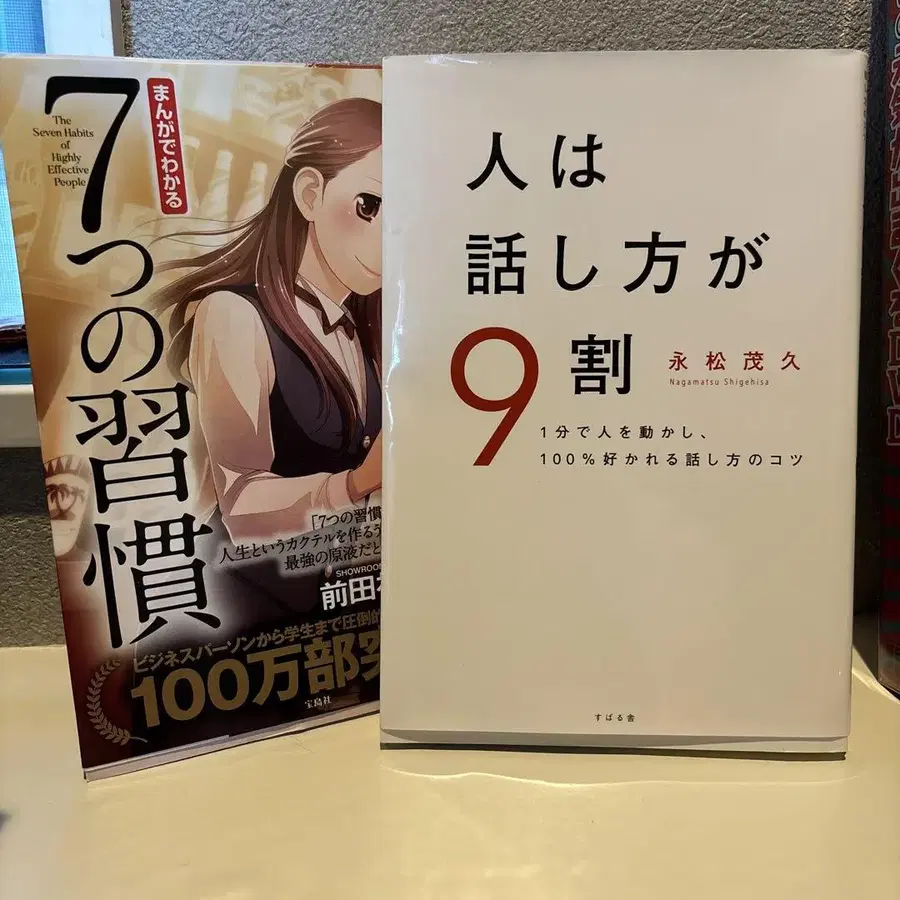 まんがでわかる
7つの習慣
The
Seven Habits
of
Highly
Effective
People
「7つの習慣
人生というカクテルを作る
最強の原液だと
SHOWROOM
前田
ビジネスパーソンから学生まで圧倒的
100万部突
宝島社
人は
話し方が
9割
永松茂久
Nagamatsu Shigehisa
1分で人を動かし、
100%好かれる話し方のコツ
すばる舎